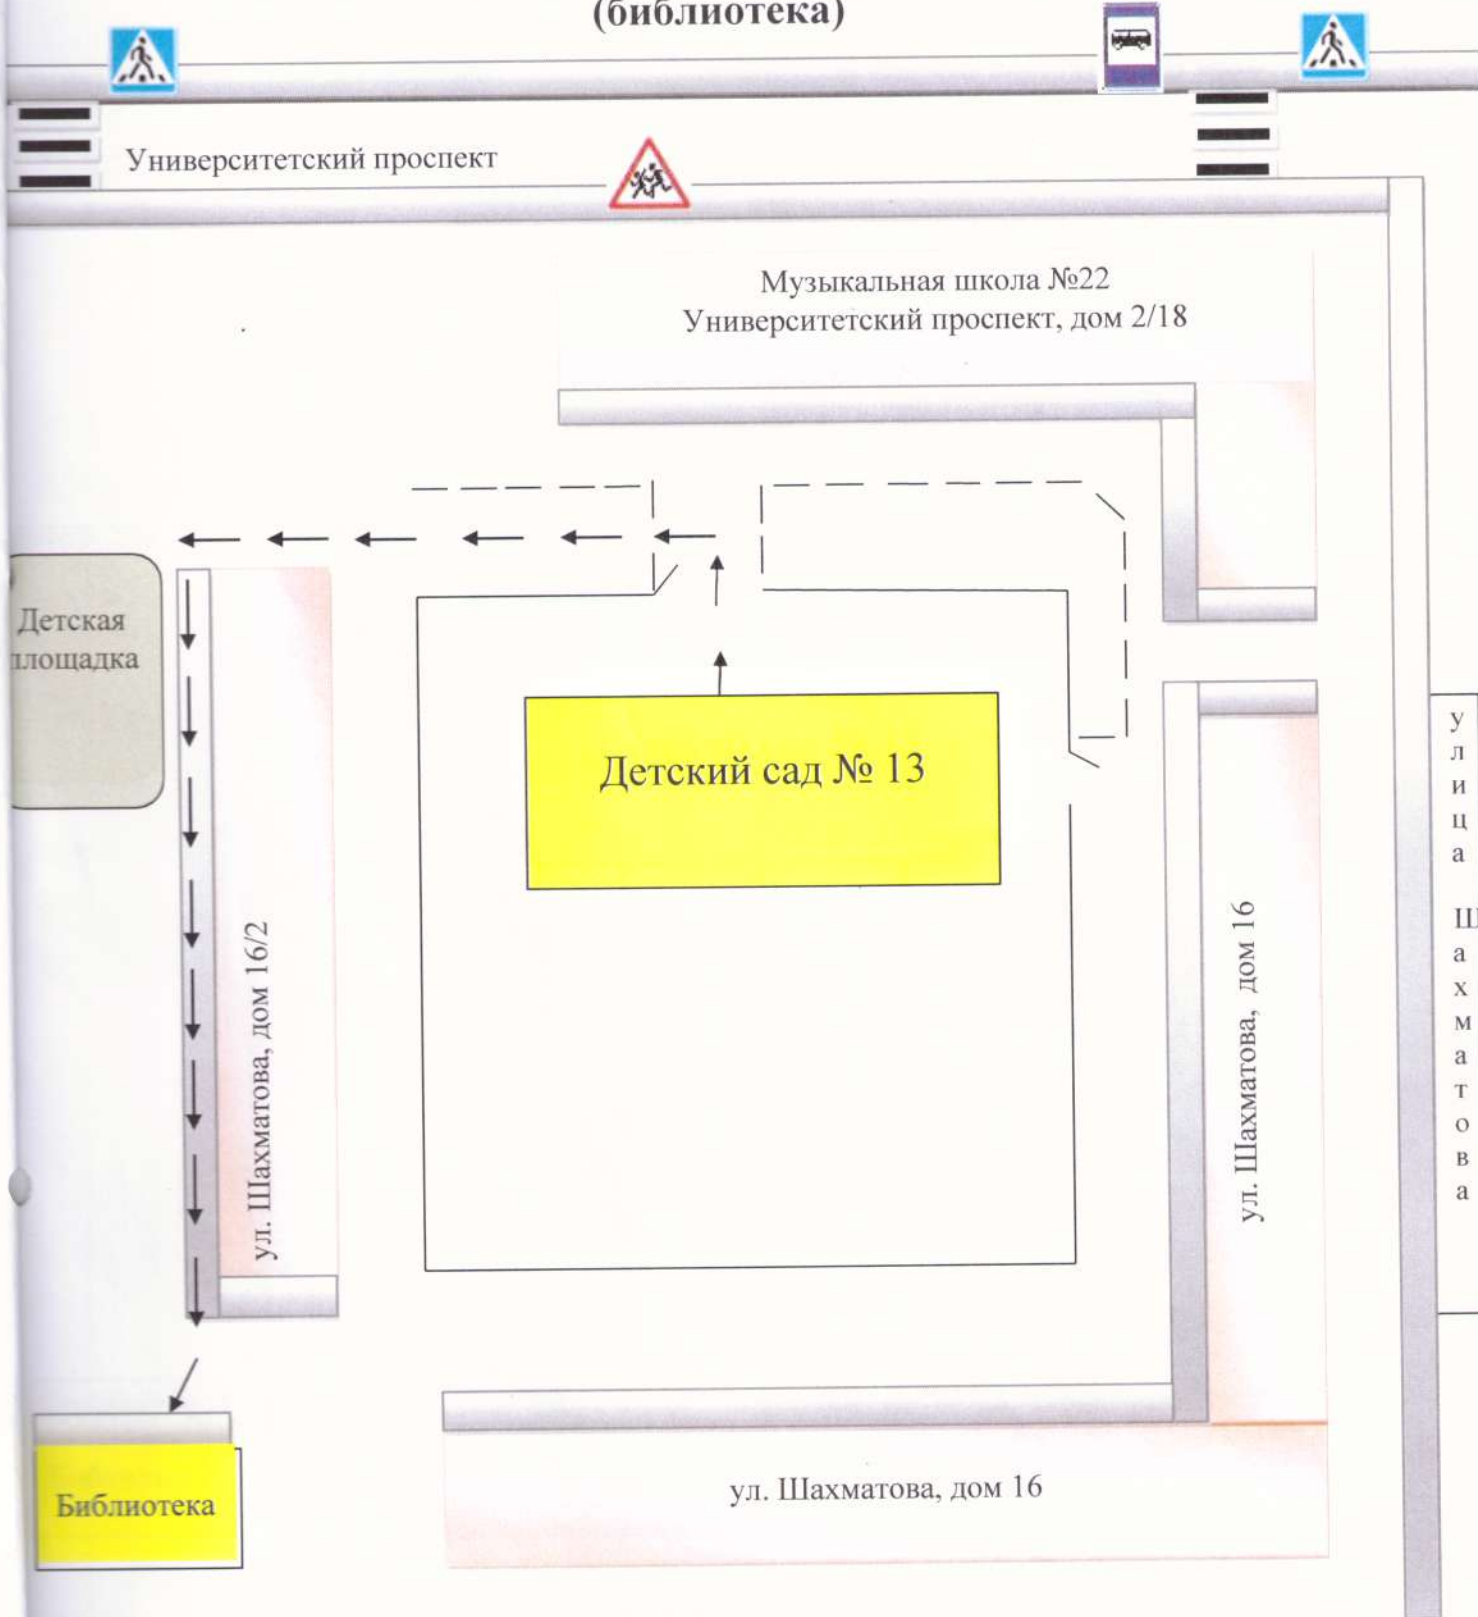 (библиотека)
Университетский проспект
Музыкальная школа №22
Университетский проспект, дом 2/18
Детская
площадка
Детский сад № 13
ул. Шахматова, дом 16/2
ул. Шахматова, дом 16
улица Шахматова
ул. Шахматова, дом 16
Библиотека